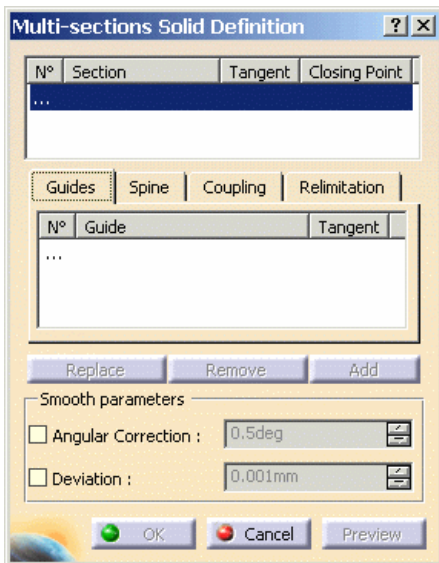 Multi-sections Solid Definition ? X
N° Section Tangent Closing Point
...
Guides Spine Coupling Relimitation
N° Guide Tangent
...
Replace Remove Add
Smooth parameters
Angular Correction : 0.5deg
Deviation : 0.001mm
OK Cancel Preview